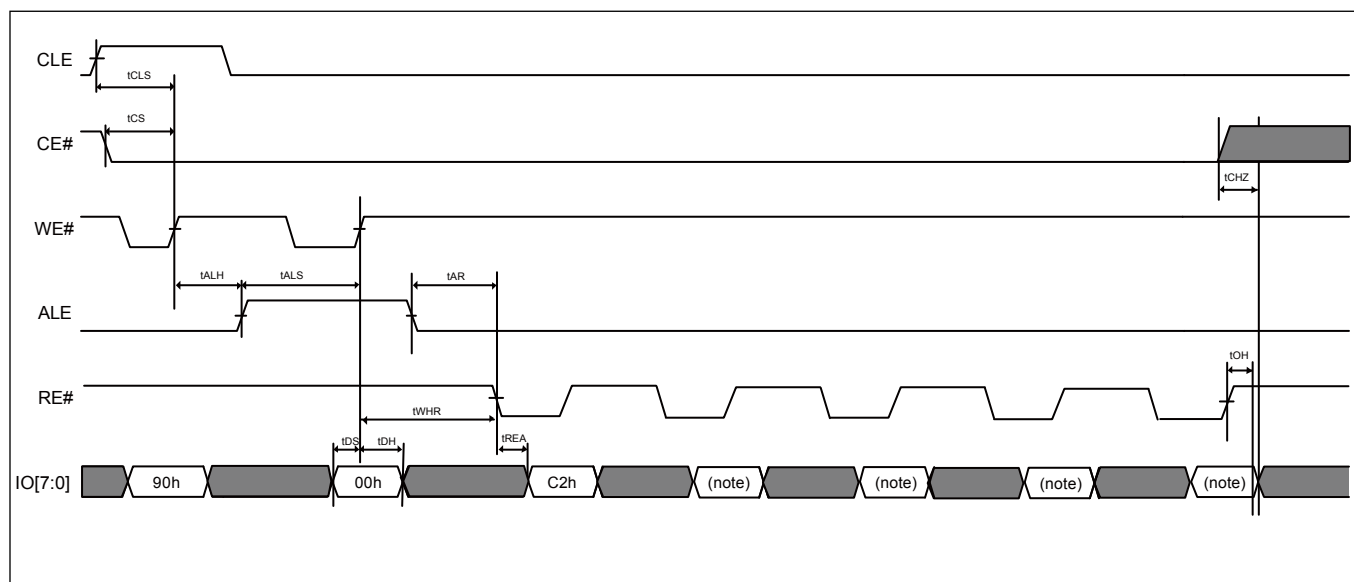 CLE
tCLS
tCS
CE#
tCHZ
WE#
tALH tALS tAR
ALE
tOH
RE#
tWHR
tDS tDH tREA
IO[7:0] 90h 00h C2h (note) (note) (note) (note)